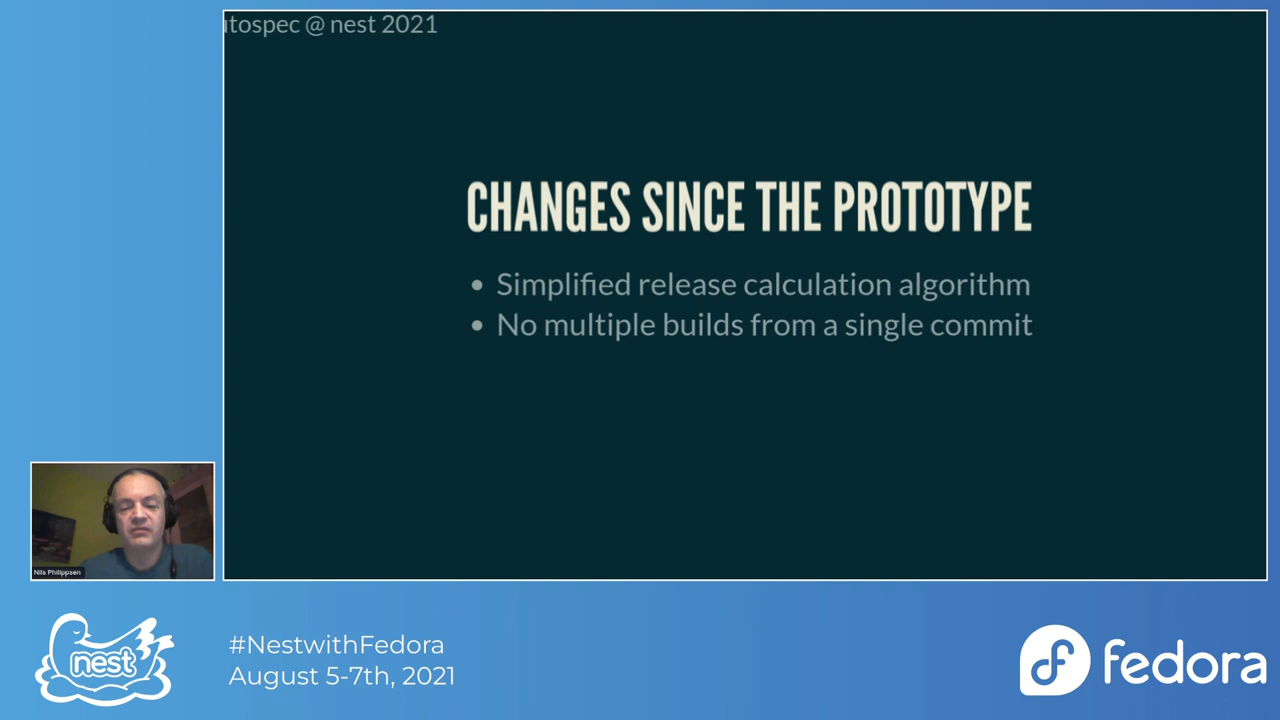 utospec @ nest 2021
CHANGES SINCE THE PROTOTYPE
• Simplified release calculation algorithm
• No multiple builds from a single commit
Nils Philippsen
nest
#NestwithFedora
August 5-7th, 2021
fedora